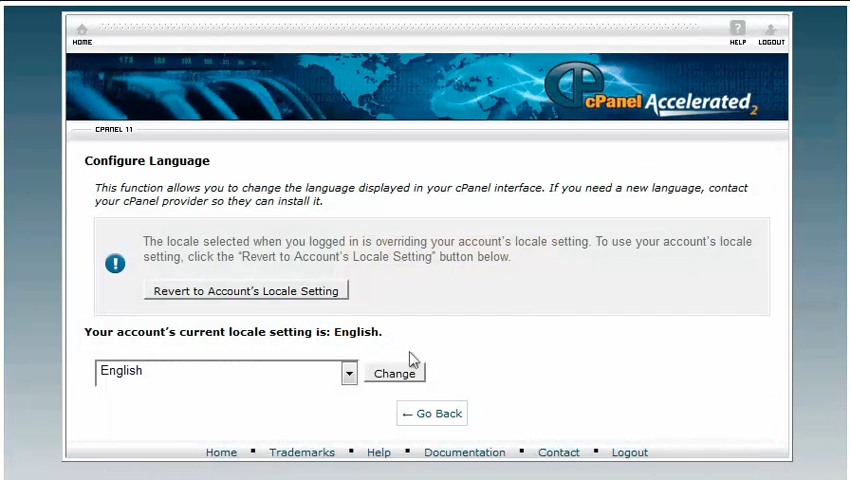 HOME
HELP
LOGOUT
cPanel Accelerated2
CPANEL 11
Configure Language
This function allows you to change the language displayed in your cPanel interface. If you need a new language, contact
your cPanel provider so they can install it.
The locale selected when you logged in is overriding your account's locale setting. To use your account's locale
setting, click the "Revert to Account's Locale Setting" button below.
Revert to Account's Locale Setting
Your account's current locale setting is: English.
English
Change
← Go Back
Home ▪ Trademarks ▪ Help ▪ Documentation ▪ Contact ▪ Logout